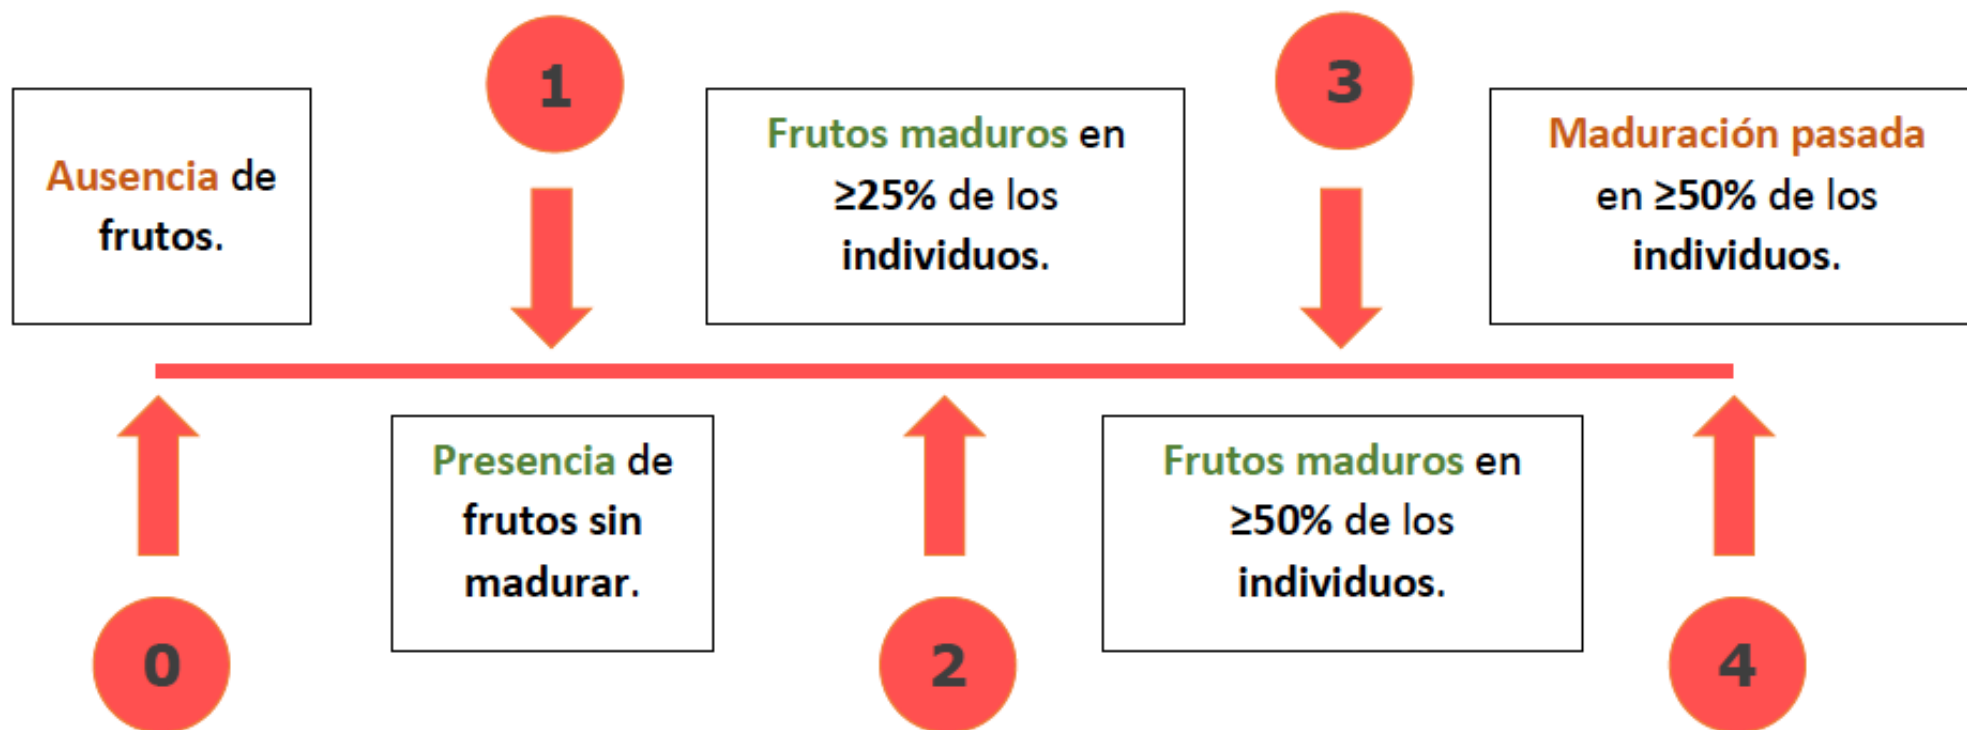 0
Ausencia de
frutos.
1
Presencia de
frutos sin
madurar.
2
Frutos maduros en
≥25% de los
individuos.
3
Frutos maduros en
≥50% de los
individuos.
4
Maduración pasada
en ≥50% de los
individuos.